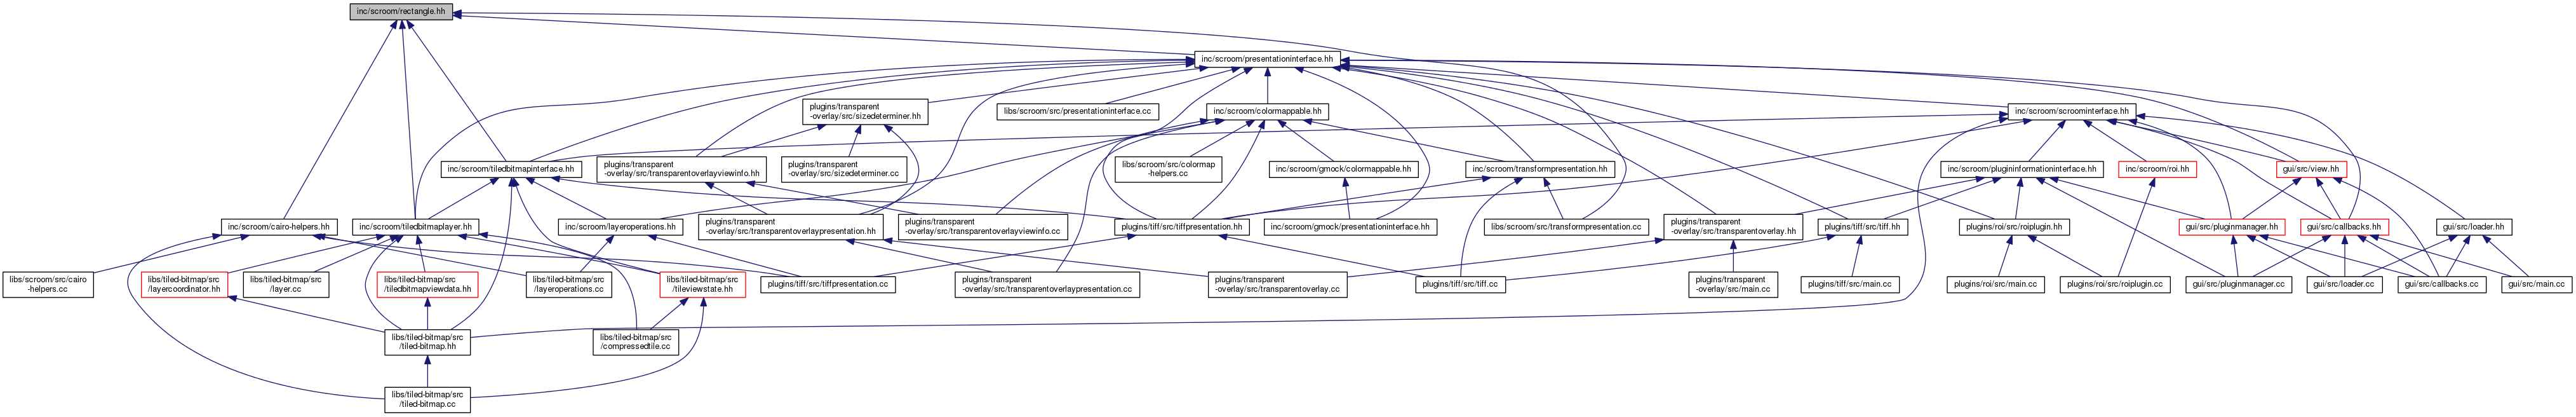 inc/scroom/rectangle.hh
inc/scroom/presentationinterface.hh
plugins/transparent
-overlay/src/sizedeterminer.hh
libs/scroom/src/presentationinterface.cc
inc/scroom/colormappable.hh
inc/scroom/scroominterface.hh
inc/scroom/tiledbitmapinterface.hh
plugins/transparent
-overlay/src/transparentoverlayviewinfo.hh
plugins/transparent
-overlay/src/sizedeterminer.cc
libs/scroom/src/colormap
-helpers.cc
inc/scroom/gmock/colormappable.hh
inc/scroom/transformpresentation.hh
inc/scroom/plugininformationinterface.hh
inc/scroom/roi.hh
gui/src/view.hh
inc/scroom/cairo-helpers.hh
inc/scroom/tiledbitmaplayer.hh
inc/scroom/layeroperations.hh
plugins/transparent
-overlay/src/transparentoverlaypresentation.hh
plugins/transparent
-overlay/src/transparentoverlayviewinfo.cc
plugins/tiff/src/tiffpresentation.hh
inc/scroom/gmock/presentationinterface.hh
libs/scroom/src/transformpresentation.cc
plugins/transparent
-overlay/src/transparentoverlay.hh
plugins/tiff/src/tiff.hh
plugins/roi/src/roiplugin.hh
gui/src/pluginmanager.hh
gui/src/callbacks.hh
gui/src/loader.hh
libs/scroom/src/cairo
-helpers.cc
libs/tiled-bitmap/src
/layercoordinator.hh
libs/tiled-bitmap/src
/layer.cc
libs/tiled-bitmap/src
/tiledbitmapviewdata.hh
libs/tiled-bitmap/src
/layeroperations.cc
libs/tiled-bitmap/src
/tileviewstate.hh
plugins/tiff/src/tiffpresentation.cc
plugins/transparent
-overlay/src/transparentoverlaypresentation.cc
plugins/transparent
-overlay/src/transparentoverlay.cc
plugins/tiff/src/tiff.cc
plugins/transparent
-overlay/src/main.cc
plugins/tiff/src/main.cc
plugins/roi/src/main.cc
plugins/roi/src/roiplugin.cc
gui/src/pluginmanager.cc
gui/src/loader.cc
gui/src/callbacks.cc
gui/src/main.cc
libs/tiled-bitmap/src
/tiled-bitmap.hh
libs/tiled-bitmap/src
/compressedtile.cc
libs/tiled-bitmap/src
/tiled-bitmap.cc